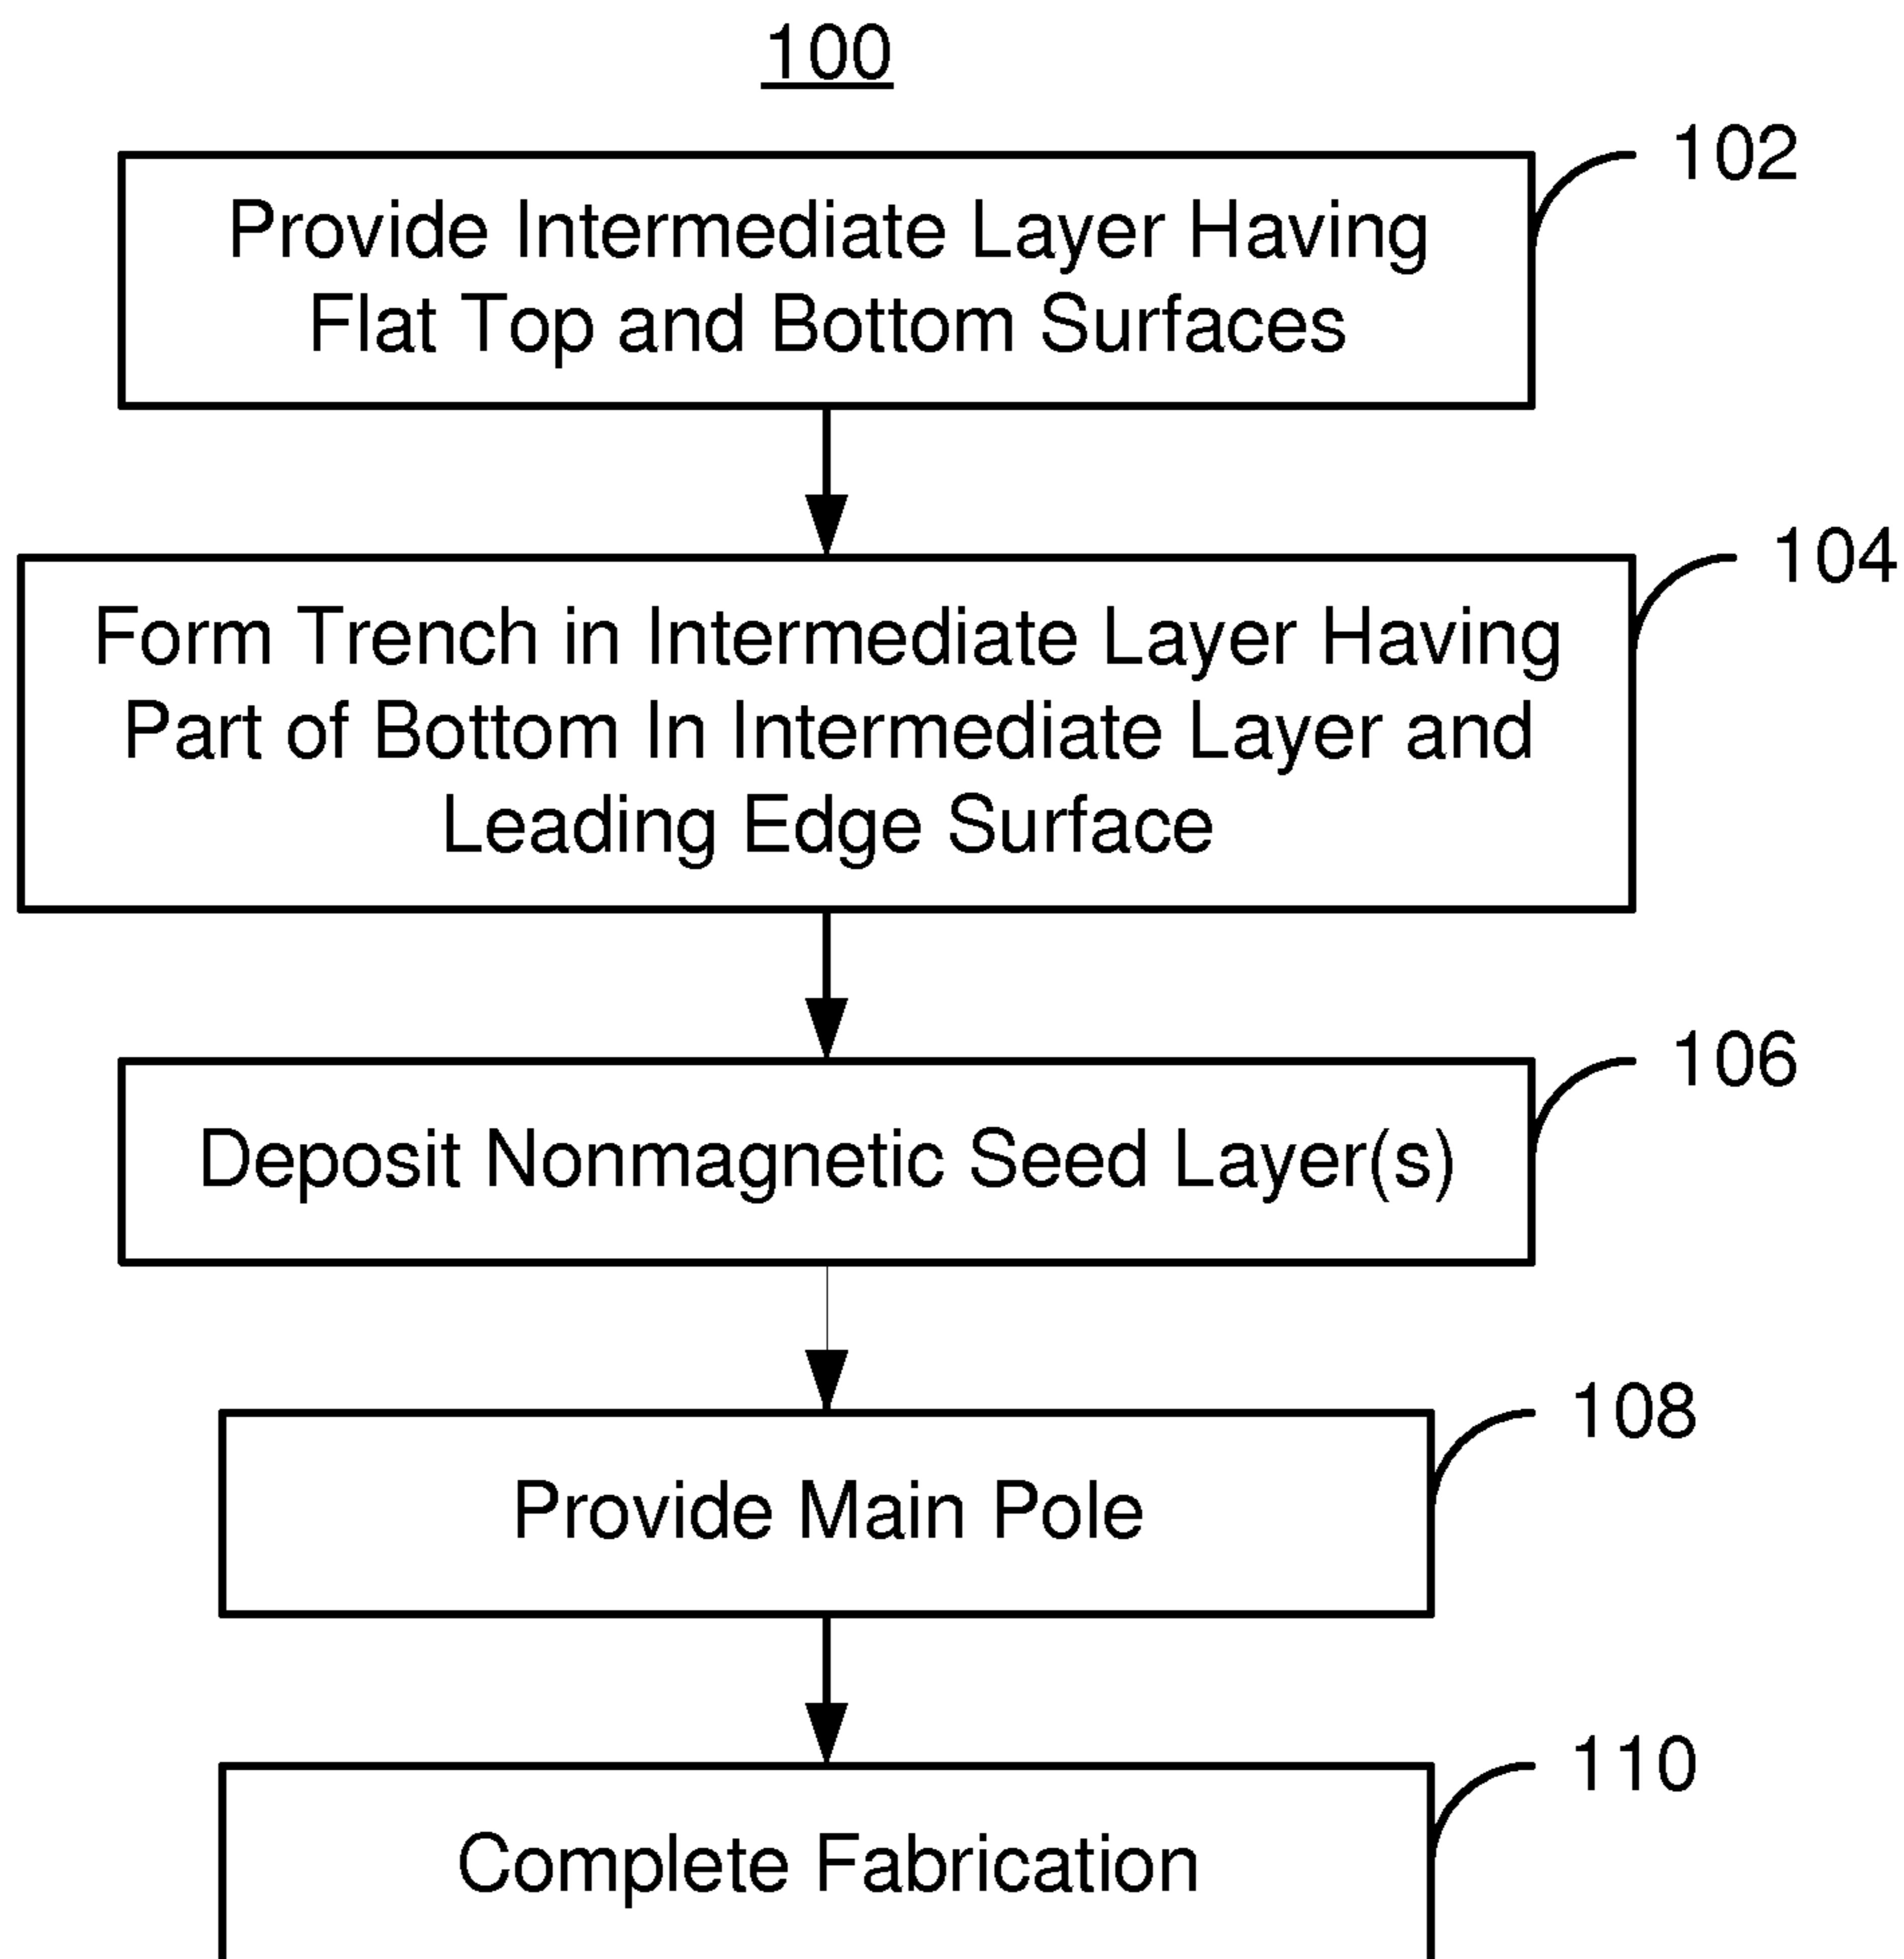 100
102
Provide Intermediate Layer Having
Flat Top and Bottom Surfaces
104
Form Trench in Intermediate Layer Having
Part of Bottom In Intermediate Layer and
Leading Edge Surface
106
Deposit Nonmagnetic Seed Layer(s)
108
Provide Main Pole
110
Complete Fabrication